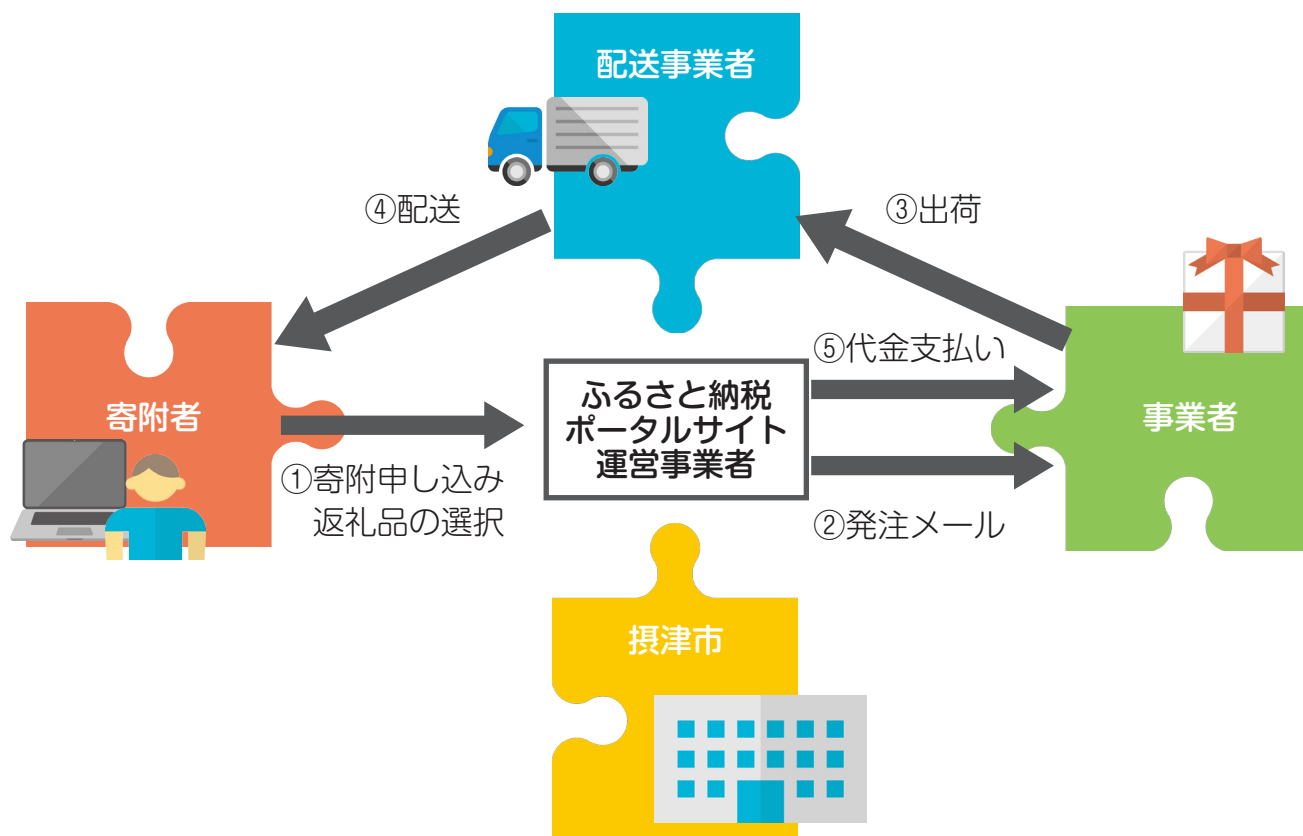 配送事業者
④配送
③出荷
⑤代金支払い
ふるさと納税
ポータルサイト
運営事業者
寄附者
事業者
①寄附申し込み
返礼品の選択
②発注メール
摂津市